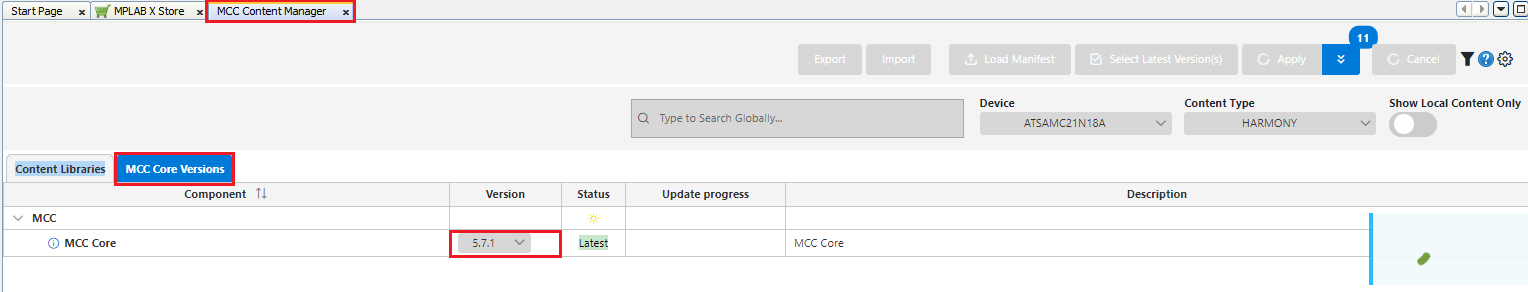 Start Page x MPLAB X Store x MCC Content Manager x
11
Export Import Load Manifest Select Latest Version(s) Apply Cancel ?
Device Content Type Show Local Content Only
Type to Search Globally... ATSAMC21N18A HARMONY
Content Libraries MCC Core Versions
Component Version Status Update progress Description
MCC
MCC Core 5.7.1 Latest MCC Core